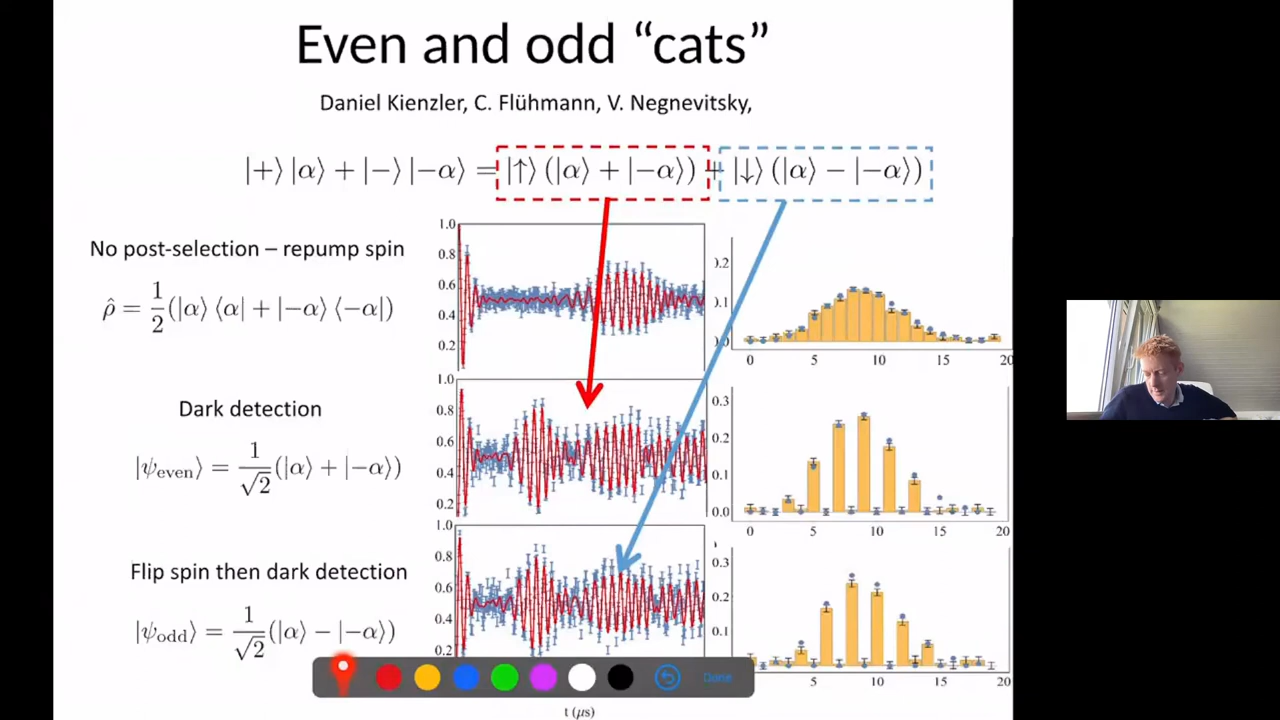 Even and odd “cats”
Daniel Kienzler, C. Flühmann, V. Negnevitsky,
|+⟩ |α⟩ + |−⟩ |−α⟩ = |↑⟩ (|α⟩ + |−α⟩) + |↓⟩ (|α⟩ − |−α⟩)
No post-selection – repump spin
ρ̂ = 1/2 (|α⟩ ⟨α| + |−α⟩ ⟨−α|)
1.0
0.8
0.6
0.4
0.2
0.2
0 5 10 15 20
Dark detection
|ψeven⟩ = 1/√2 (|α⟩ + |−α⟩)
1.0
0.8
0.6
0.4
0.2
0.3
0.2
0.1
0.0
0 5 10 15 20
Flip spin then dark detection
|ψodd⟩ = 1/√2 (|α⟩ − |−α⟩)
1.0
0.8
0.6
0.4
0.2
0.3
0.2
0.1
5 10 15 20
Done
t (μs)